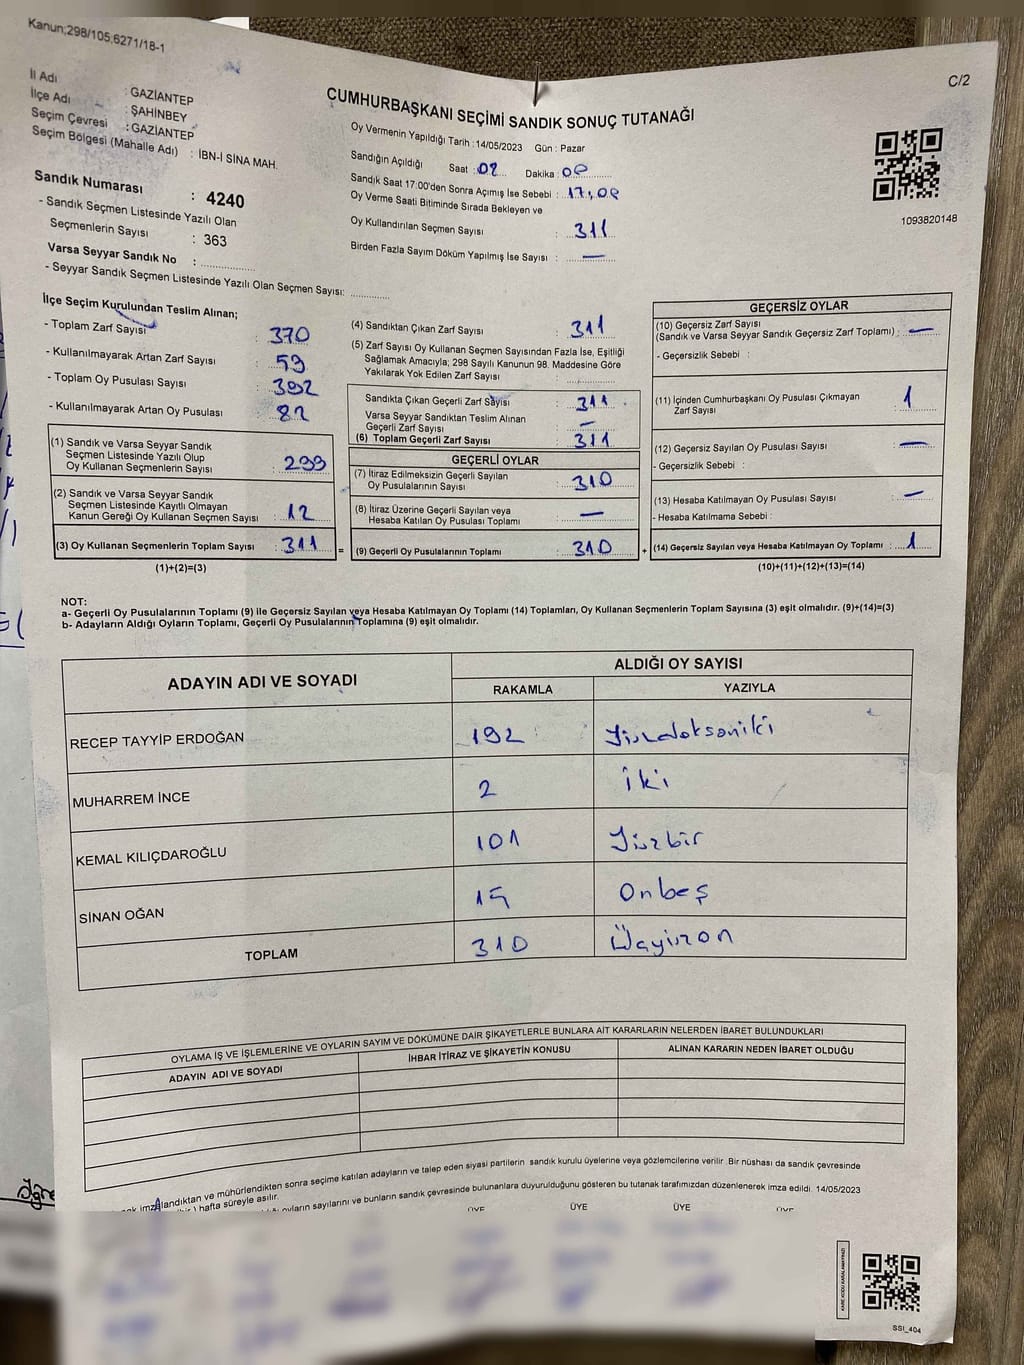 Kanun;298/105,6271/18-1
C/2
İl Adı : GAZİANTEP
İlçe Adı : ŞAHİNBEY
Seçim Çevresi : GAZİANTEP
Seçim Bölgesi (Mahalle Adı) : İBN-İ SİNA MAH.
Sandık Numarası : 4240
- Sandık Seçmen Listesinde Yazılı Olan
Seçmenlerin Sayısı : 363
Varsa Seyyar Sandık No :
- Seyyar Sandık Seçmen Listesinde Yazılı Olan Seçmen Sayısı:
CUMHURBAŞKANI SEÇİMİ SANDIK SONUÇ TUTANAĞI
Oy Vermenin Yapıldığı Tarih : 14/05/2023 Gün : Pazar
Sandığın Açıldığı Saat : Dakika :
Sandık Saat 17:00'den Sonra Açımış İse Sebebi :
Oy Verme Saati Bitiminde Sırada Bekleyen ve
Oy Kullandırılan Seçmen Sayısı : 311
Birden Fazla Sayım Döküm Yapılmış İse Sayısı : —
1093820148
İlçe Seçim Kurulundan Teslim Alınan;
- Toplam Zarf Sayısı : 370
- Kullanılmayarak Artan Zarf Sayısı : 59
- Toplam Oy Pusulası Sayısı : 392
- Kullanılmayarak Artan Oy Pusulası : 82
(1) Sandık ve Varsa Seyyar Sandık
Seçmen Listesinde Yazılı Olup
Oy Kullanan Seçmenlerin Sayısı : 299
(2) Sandık ve Varsa Seyyar Sandık
Seçmen Listesinde Kayıtlı Olmayan
Kanun Gereği Oy Kullanan Seçmen Sayısı : 12
(3) Oy Kullanan Seçmenlerin Toplam Sayısı : 311
(1)+(2)=(3)
(4) Sandıktan Çıkan Zarf Sayısı : 311
(5) Zarf Sayısı Oy Kullanan Seçmen Sayısından Fazla İse, Eşitliği
Sağlamak Amacıyla; 298 Sayılı Kanunun 98. Maddesine Göre
Yakılarak Yok Edilen Zarf Sayısı :
Sandıkta Çıkan Geçerli Zarf Sayısı : 311
Varsa Seyyar Sandıktan Teslim Alınan
Geçerli Zarf Sayısı : —
(6) Toplam Geçerli Zarf Sayısı : 311
GEÇERLİ OYLAR
(7) İtiraz Edilmeksizin Geçerli Sayılan
Oy Pusulalarının Sayısı : 310
(8) İtiraz Üzerine Geçerli Sayılan veya
Hesaba Katılan Oy Pusulası Toplamı : —
= (9) Geçerli Oy Pusulalarının Toplamı : 310 +
GEÇERSİZ OYLAR
(10) Geçersiz Zarf Sayısı
(Sandık ve Varsa Seyyar Sandık Geçersiz Zarf Toplamı) : —
- Geçersizlik Sebebi :
(11) İçinden Cumhurbaşkanı Oy Pusulası Çıkmayan
Zarf Sayısı : 1
(12) Geçersiz Sayılan Oy Pusulası Sayısı : —
- Geçersizlik Sebebi :
(13) Hesaba Katılmayan Oy Pusulası Sayısı : —
- Hesaba Katılmama Sebebi :
(14) Geçersiz Sayılan veya Hesaba Katılmayan Oy Toplamı : 1
(10)+(11)+(12)+(13)=(14)
NOT:
a- Geçerli Oy Pusulalarının Toplamı (9) ile Geçersiz Sayılan veya Hesaba Katılmayan Oy Toplamı (14) Toplamları, Oy Kullanan Seçmenlerin Toplam Sayısına (3) eşit olmalıdır. (9)+(14)=(3)
b- Adayların Aldığı Oyların Toplamı, Geçerli Oy Pusulalarının Toplamına (9) eşit olmalıdır.
ADAYIN ADI VE SOYADI
ALDIĞI OY SAYISI
RAKAMLA YAZIYLA
RECEP TAYYİP ERDOĞAN 192 Yüzdoksaniki
MUHARREM İNCE 2 iki
KEMAL KILIÇDAROĞLU 101 Yüzbir
SİNAN OĞAN 15 Onbeş
TOPLAM 310 Üçyüzon
OYLAMA İŞ VE İŞLEMLERİNE VE OYLARIN SAYIM VE DÖKÜMÜNE DAİR ŞİKAYETLERLE BUNLARA AİT KARARLARIN NELERDEN İBARET BULUNDUKLARI
ADAYIN ADI VE SOYADI İHBAR İTİRAZ VE ŞİKAYETİN KONUSU ALINAN KARARIN NEDEN İBARET OLDUĞU
landıktan ve mühürlendikten sonra seçime katılan adayların ve talep eden siyasi partilerin sandık kurulu üyelerine veya gözlemcilerine verilir .Bir nüshası da sandık çevresinde
hafta süreyle asılır.
oyların sayılarını ve bunların sandık çevresinde bulunanlara duyurulduğunu gösteren bu tutanak tarafımızdan düzenlenerek imza edildi. 14/05/2023
ÜYE ÜYE ÜYE ÜYE
KARE KODU KARALAMAYINIZ!
SSI_404